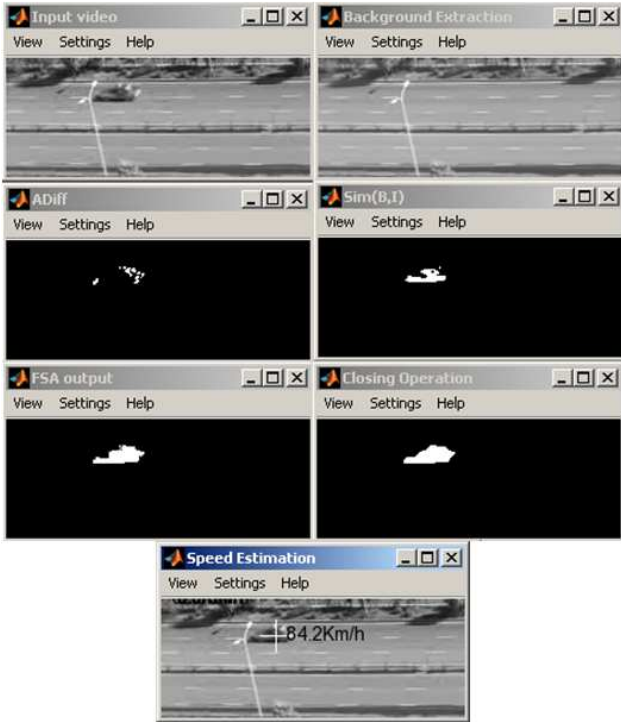 Input video
View Settings Help
Background Extraction
View Settings Help
ADiff
View Settings Help
Sim(B,I)
View Settings Help
FSA output
View Settings Help
Closing Operation
View Settings Help
Speed Estimation
View Settings Help
84.2Km/h